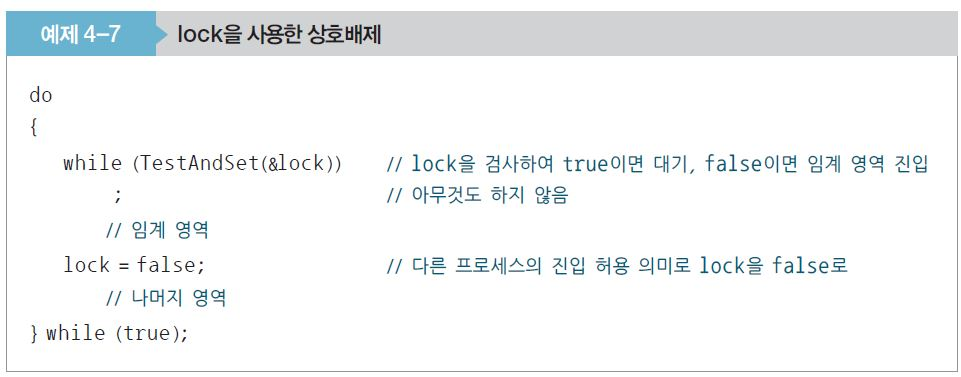 예제 4-7 lock을 사용한 상호배제
do
{
while (TestAndSet(&lock)) // lock을 검사하여 true이면 대기, false이면 임계 영역 진입
; // 아무것도 하지 않음
// 임계 영역
lock = false; // 다른 프로세스의 진입 허용 의미로 lock을 false로
// 나머지 영역
} while (true);